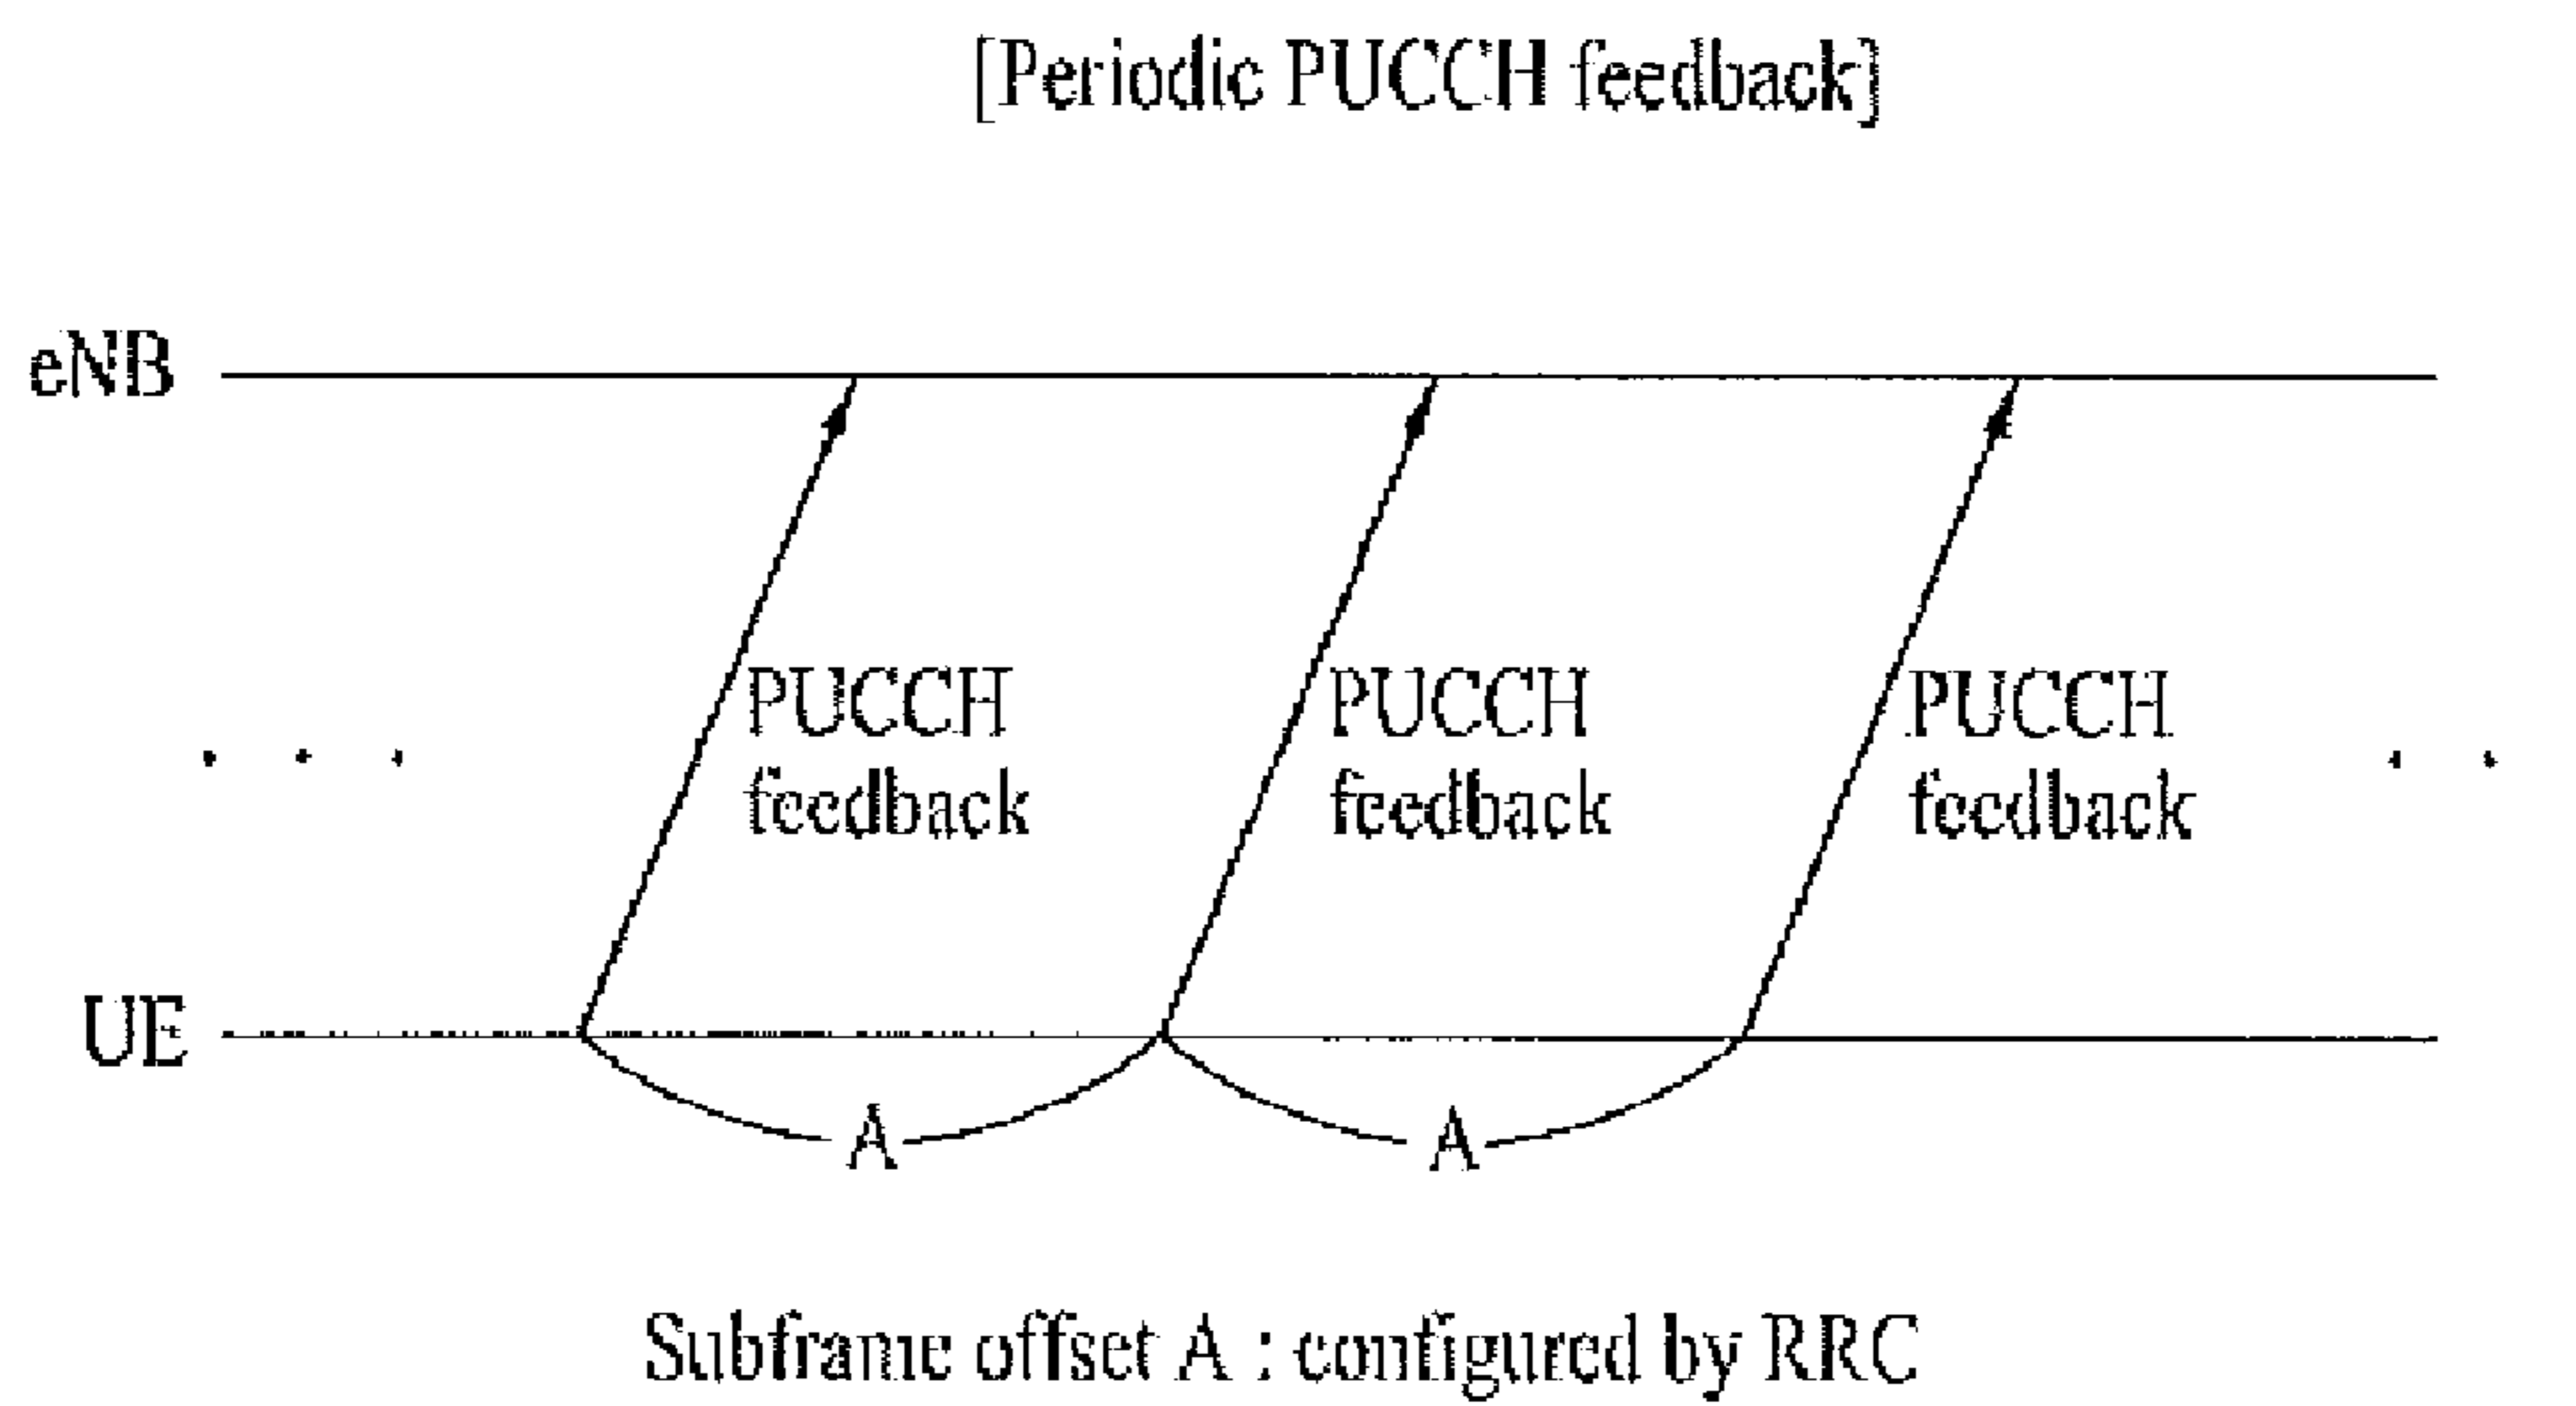 [Periodic PUCCH feedback]
eNB
PUCCH
feedback
PUCCH
feedback
PUCCH
feedback
UE
A
A
Subframe offset A : configured by RRC